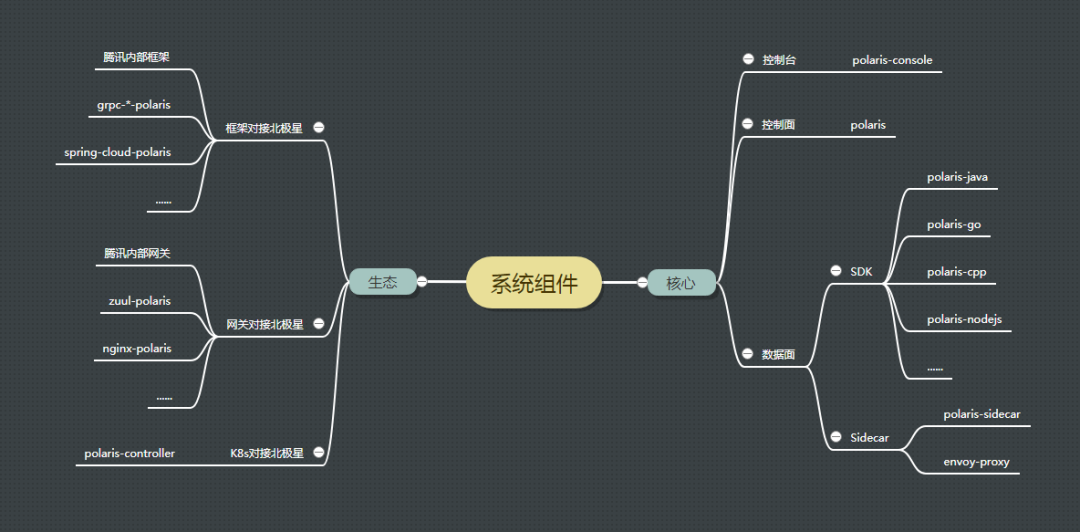 系统组件
生态
框架对接北极星
腾讯内部框架
grpc-*-polaris
spring-cloud-polaris
......
网关对接北极星
腾讯内部网关
zuul-polaris
nginx-polaris
......
K8s对接北极星
polaris-controller
核心
控制台
polaris-console
控制面
polaris
数据面
SDK
polaris-java
polaris-go
polaris-cpp
polaris-nodejs
......
Sidecar
polaris-sidecar
envoy-proxy